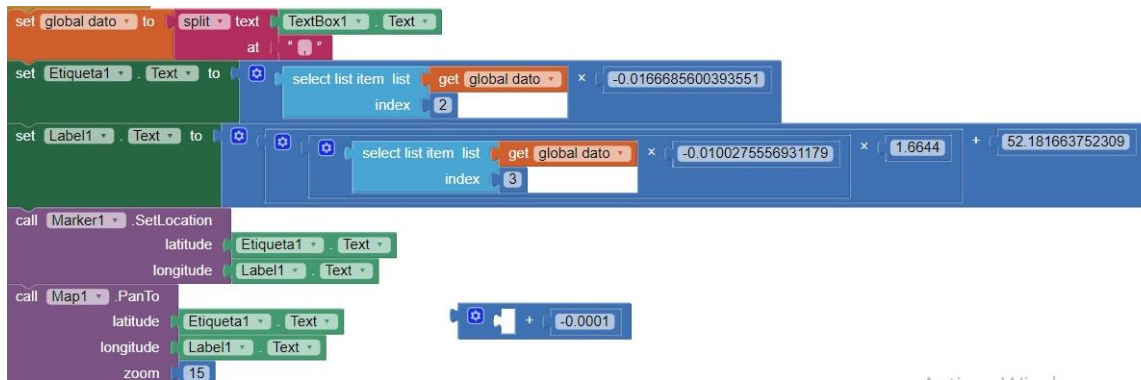 set global dato to split text TextBox1 . Text
at " , "
set Etiqueta1 . Text to select list item list get global dato × -0.0166685600393551
index 2
set Label1 . Text to select list item list get global dato × -0.0100275556931179 × 1.6644 + 52.181663752309
index 3
call Marker1 .SetLocation
latitude Etiqueta1 . Text
longitude Label1 . Text
call Map1 .PanTo
latitude Etiqueta1 . Text
+ -0.0001
longitude Label1 . Text
zoom 15